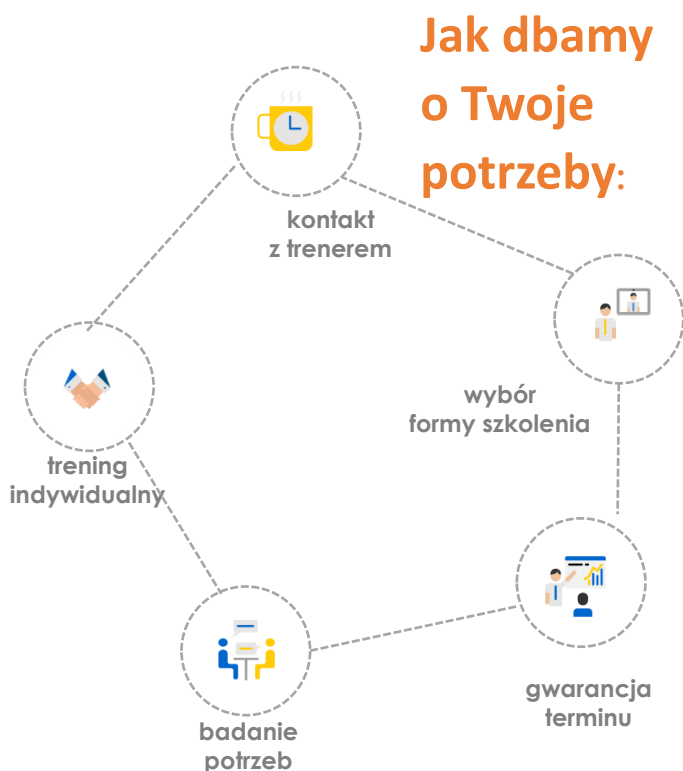 Jak dbamy
o Twoje
potrzeby:
kontakt
z trenerem
wybór
formy szkolenia
trening
indywidualny
gwarancja
terminu
badanie
potrzeb